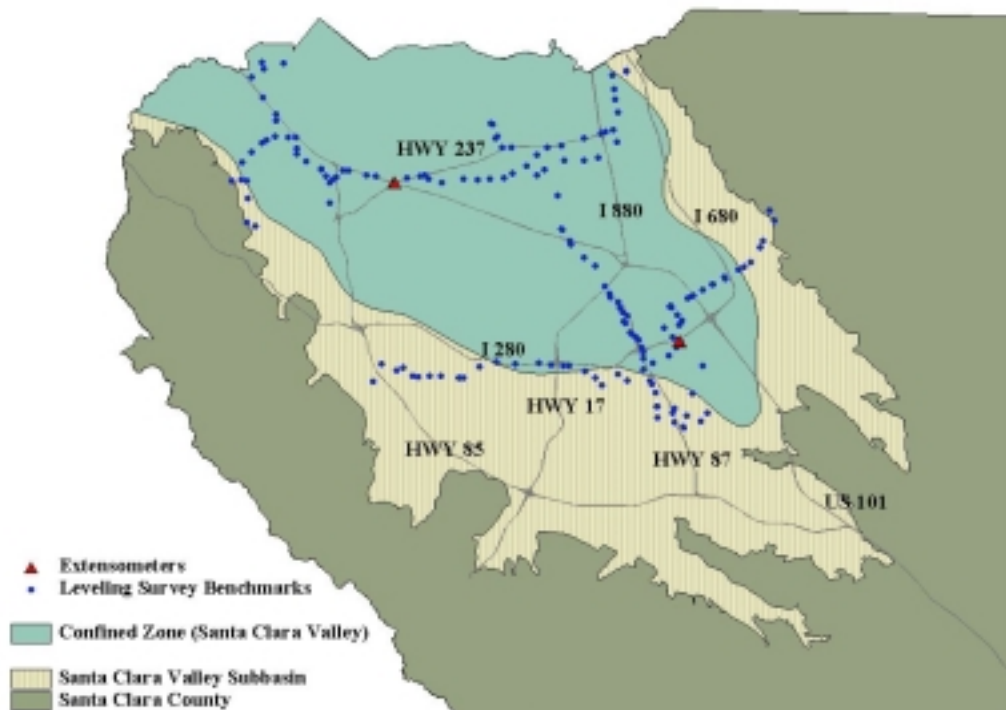 HWY 237
I 880
I 680
I 280
HWY 17
HWY 85
HWY 87
US 101
Extensometers
Leveling Survey Benchmarks
Confined Zone (Santa Clara Valley)
Santa Clara Valley Subbasin
Santa Clara County